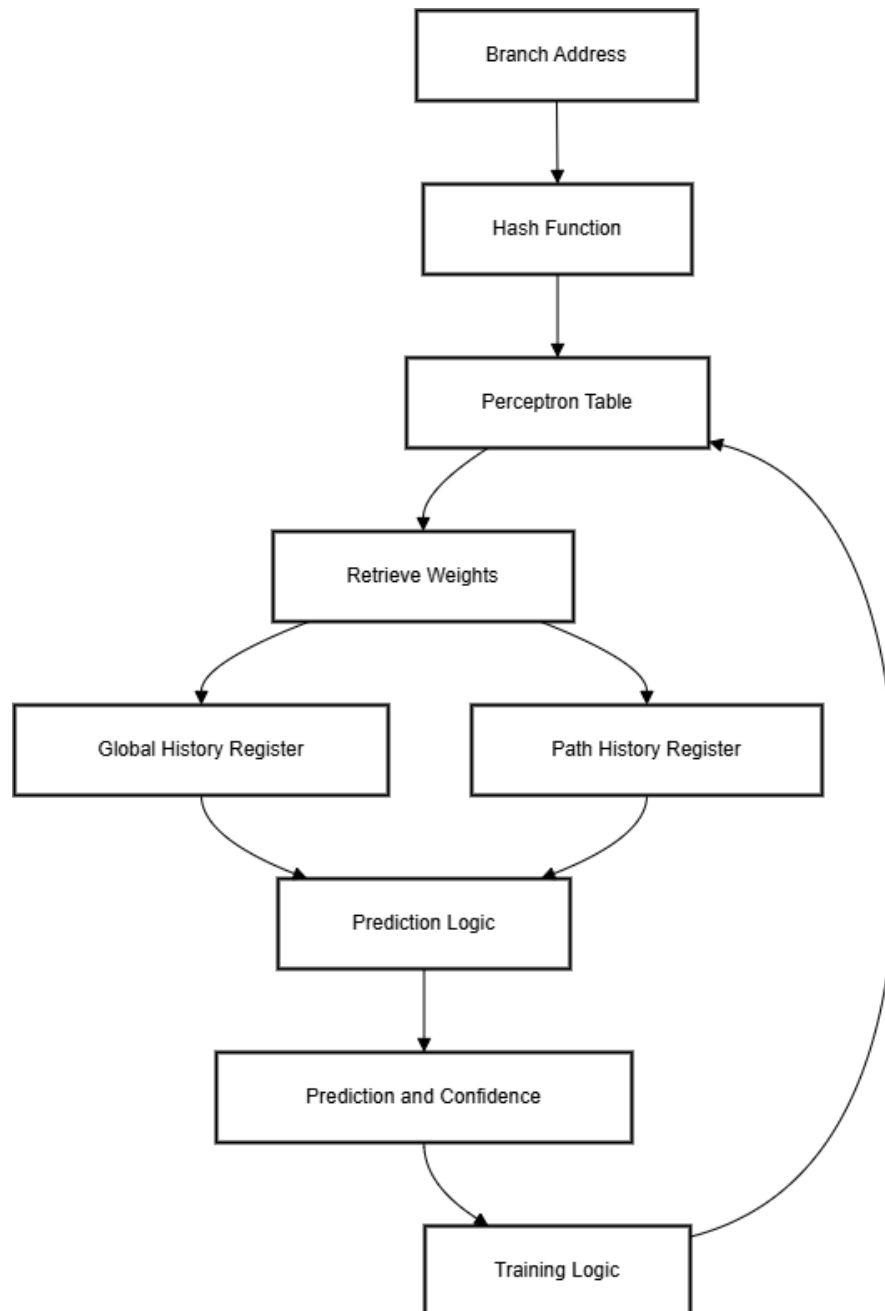 Branch Address
Hash Function
Perceptron Table
Retrieve Weights
Global History Register
Path History Register
Prediction Logic
Prediction and Confidence
Training Logic